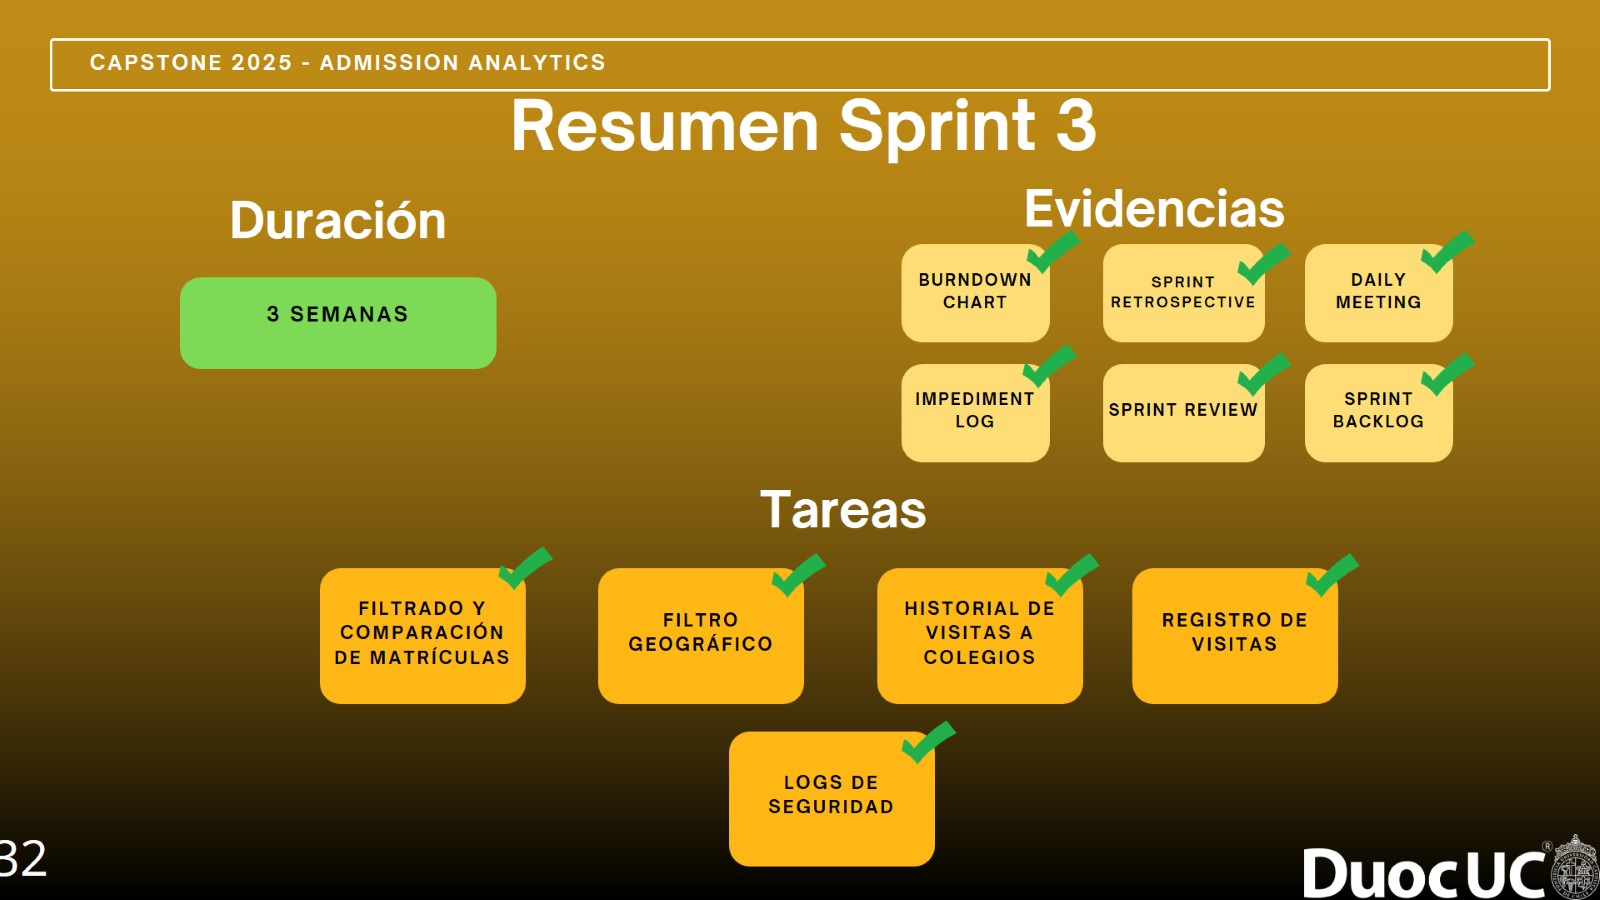 CAPSTONE 2025 - ADMISSION ANALYTICS
Resumen Sprint 3
Duración
3 SEMANAS
Evidencias
BURNDOWN
CHART
SPRINT
RETROSPECTIVE
DAILY
MEETING
IMPEDIMENT
LOG
SPRINT REVIEW
SPRINT
BACKLOG
Tareas
FILTRADO Y
COMPARACIÓN
DE MATRÍCULAS
FILTRO
GEOGRÁFICO
HISTORIAL DE
VISITAS A
COLEGIOS
REGISTRO DE
VISITAS
LOGS DE
SEGURIDAD
32
DuocUC®